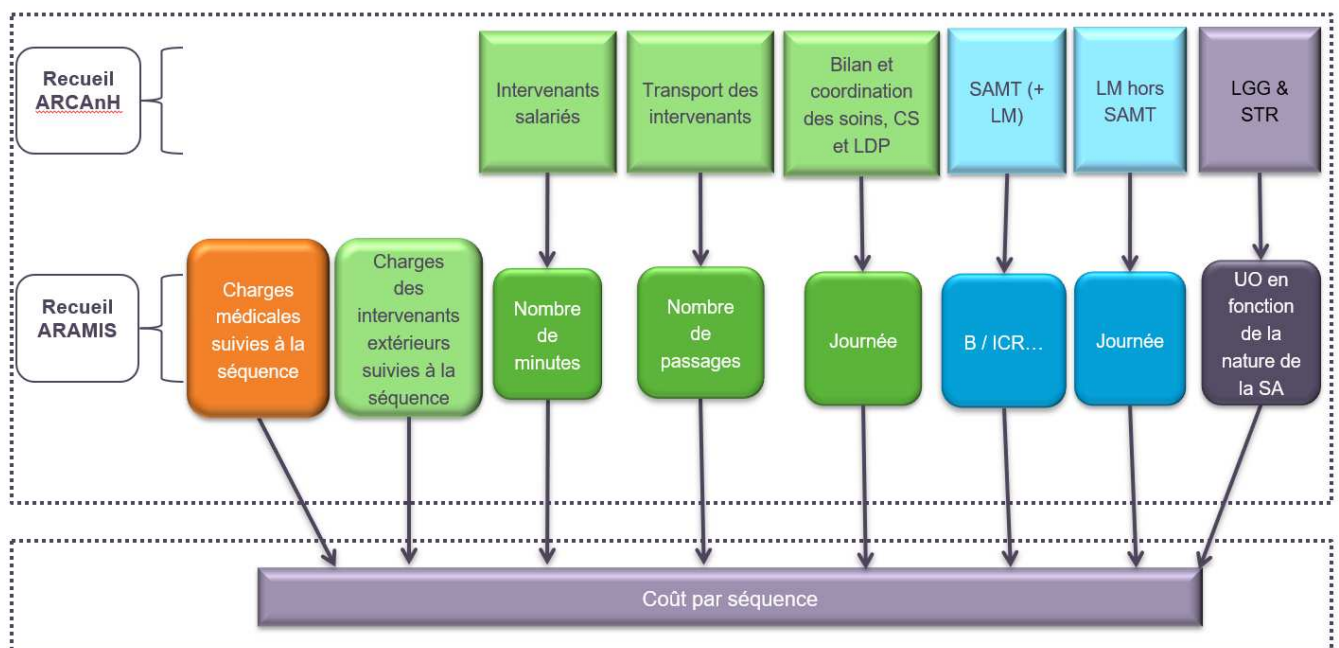 Recueil
ARCAnH
Intervenants
salariés
Transport des
intervenants
Bilan et
coordination
des soins, CS
et LDP
SAMT (+
LM)
LM hors
SAMT
LGG &
STR
Recueil
ARAMIS
Charges
médicales
suivies à la
séquence
Charges
des
intervenants
extérieurs
suivies à la
séquence
Nombre
de
minutes
Nombre
de
passages
Journée
B / ICR...
Journée
UO en
fonction
de la
nature de
la SA
Coût par séquence